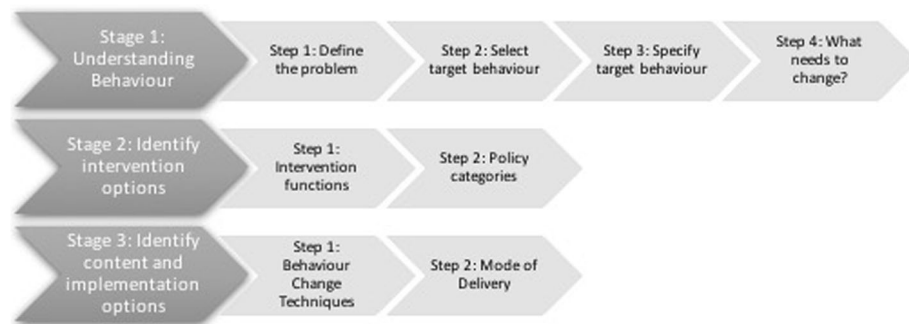 Stage 1:
Understanding
Behaviour
Step 1: Define
the problem
Step 2: Select
target behaviour
Step 3: Specify
target behaviour
Step 4: What
needs to
change?
Stage 2: Identify
intervention
options
Step 1:
Intervention
functions
Step 2: Policy
categories
Stage 3: Identify
content and
implementation
options
Step 1:
Behaviour
Change
Techniques
Step 2: Mode of
Delivery